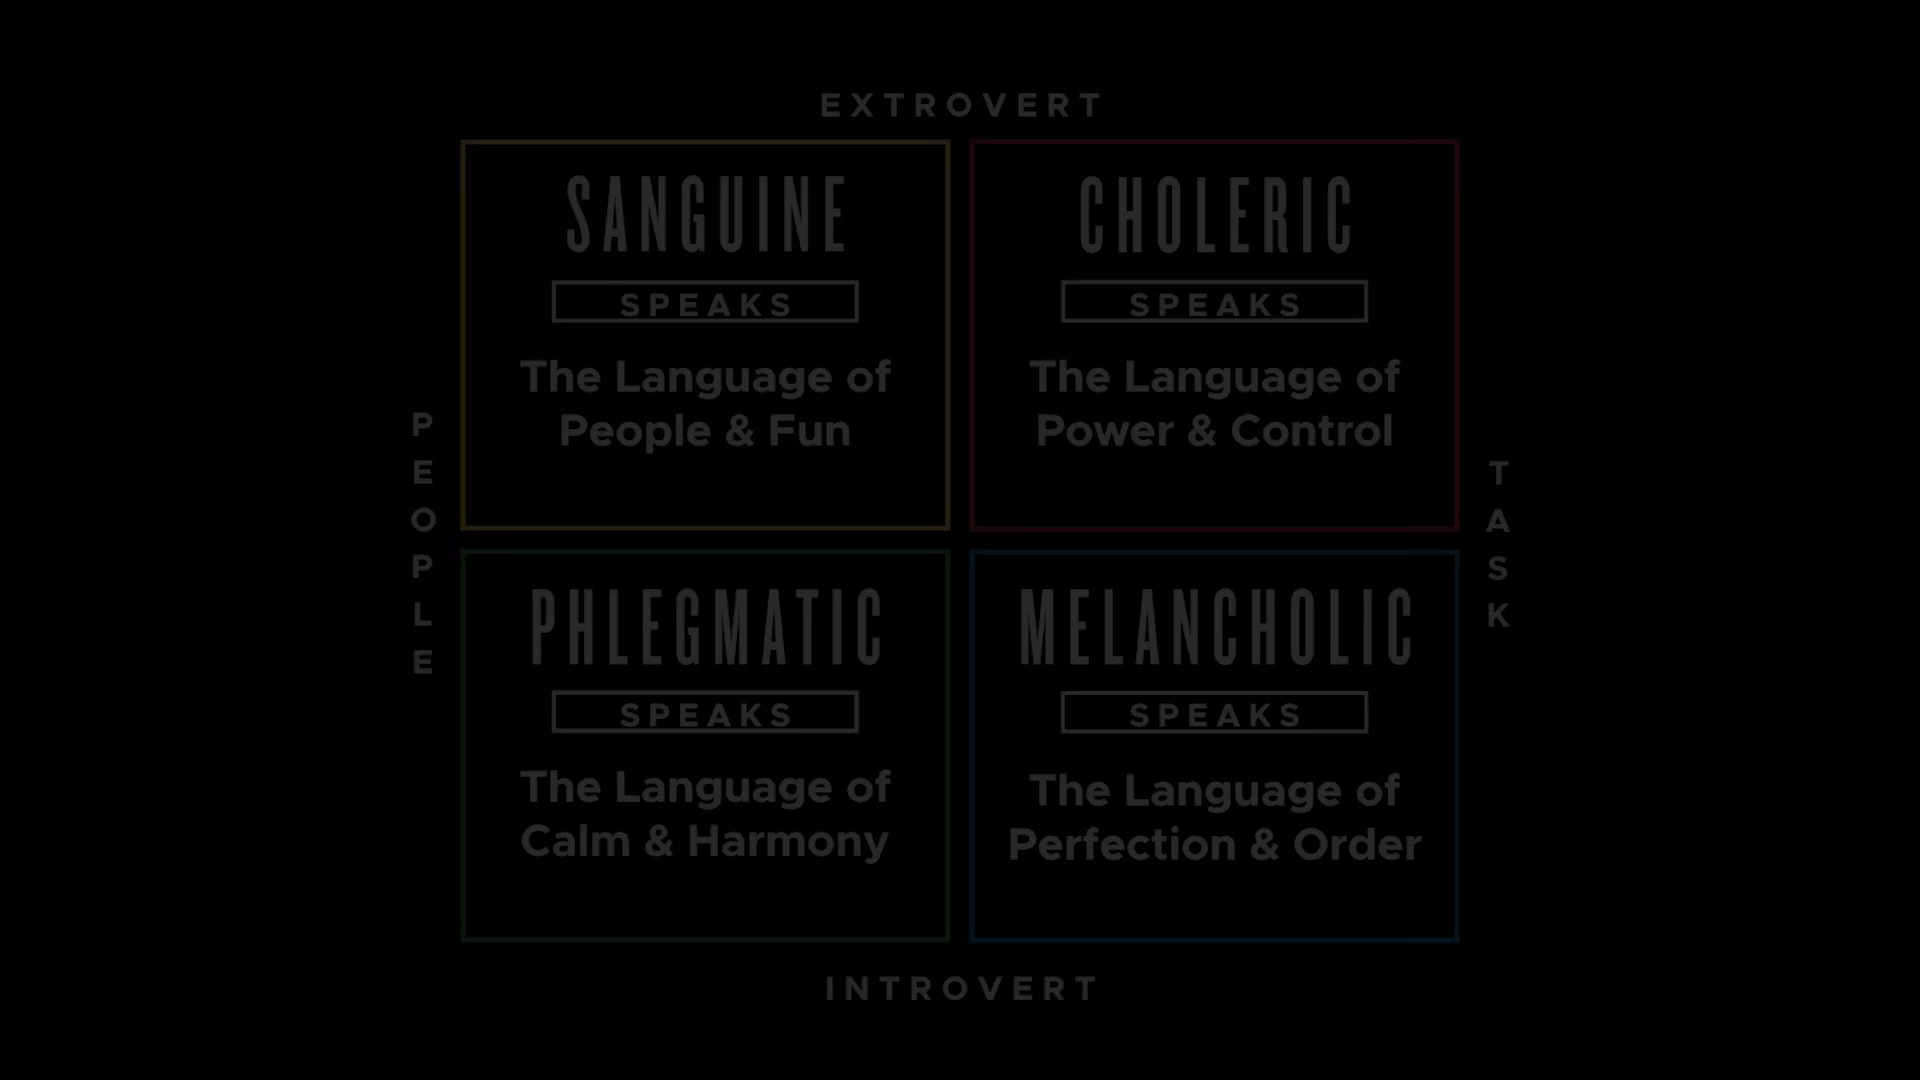 EXTROVERT
SANGUINE
SPEAKS
The Language of
People & Fun
CHOLERIC
SPEAKS
The Language of
Power & Control
PEOPLE
TASK
PHLEGMATIC
SPEAKS
The Language of
Calm & Harmony
MELANCHOLIC
SPEAKS
The Language of
Perfection & Order
INTROVERT